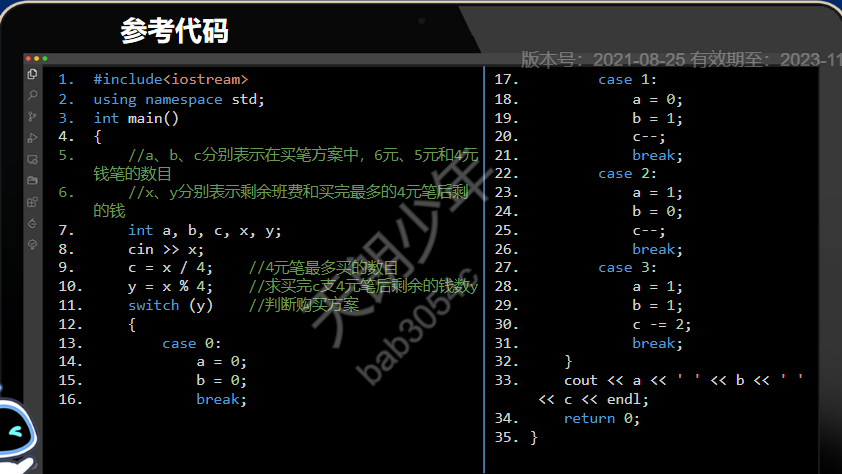 参考代码
版本号：2021-08-25 有效期至：2023-11
1. #include<iostream>
2. using namespace std;
3. int main()
4. {
5. //a、b、c分别表示在买笔方案中，6元、5元和4元
钱笔的数目
6. //x、y分别表示剩余班费和买完最多的4元笔后剩
的钱
7. int a, b, c, x, y;
8. cin >> x;
9. c = x / 4; //4元笔最多买的数目
10. y = x % 4; //求买完c支4元笔后剩余的钱数y
11. switch (y) //判断购买方案
12. {
13. case 0:
14. a = 0;
15. b = 0;
16. break;
17. case 1:
18. a = 0;
19. b = 1;
20. c--;
21. break;
22. case 2:
23. a = 1;
24. b = 0;
25. c--;
26. break;
27. case 3:
28. a = 1;
29. b = 1;
30. c -= 2;
31. break;
32. }
33. cout << a << ' ' << b << ' '
<< c << endl;
34. return 0;
35. }
bab3054c